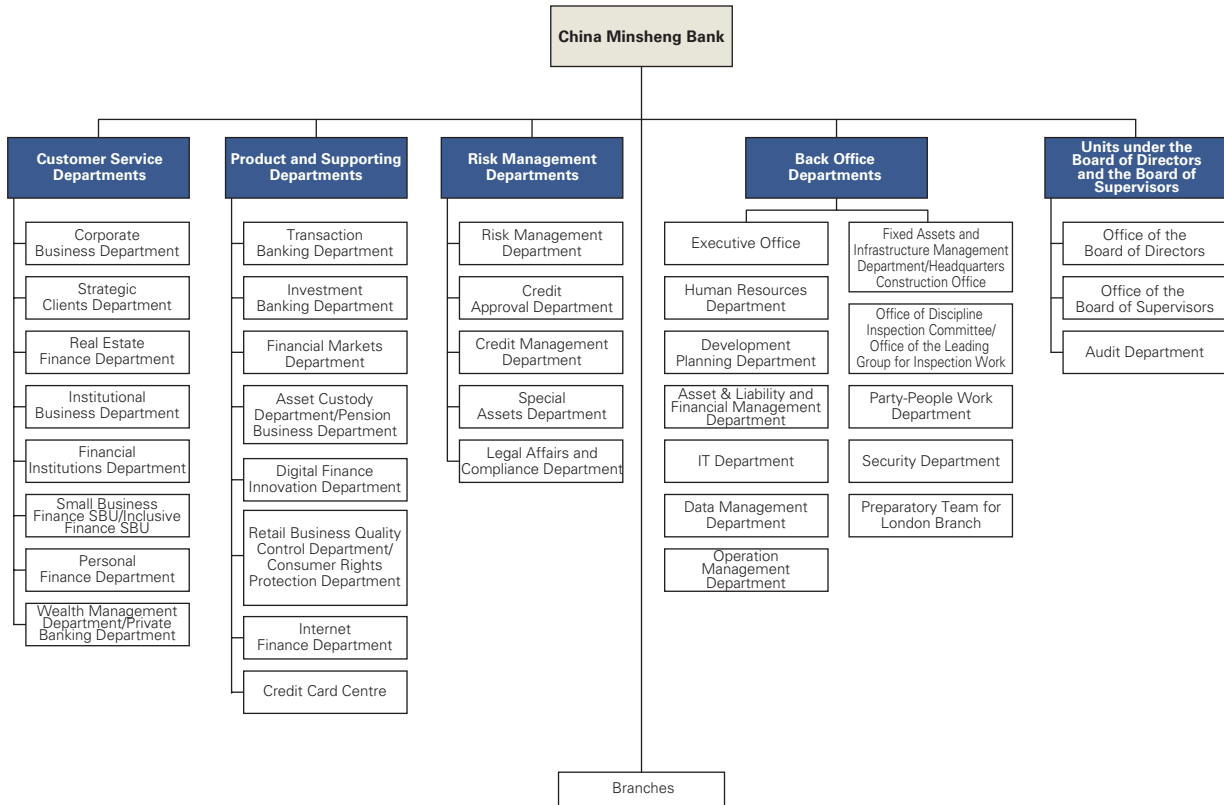 China Minsheng Bank
Customer Service
Departments
Corporate
Business Department
Strategic
Clients Department
Real Estate
Finance Department
Institutional
Business Department
Financial
Institutions Department
Small Business
Finance SBU/Inclusive
Finance SBU
Personal
Finance Department
Wealth Management
Department/Private
Banking Department
Product and Supporting
Departments
Transaction
Banking Department
Investment
Banking Department
Financial Markets
Department
Asset Custody
Department/Pension
Business Department
Digital Finance
Innovation Department
Retail Business Quality
Control Department/
Consumer Rights
Protection Department
Internet
Finance Department
Credit Card Centre
Risk Management
Departments
Risk Management
Department
Credit
Approval Department
Credit Management
Department
Special
Assets Department
Legal Affairs and
Compliance Department
Back Office
Departments
Executive Office
Human Resources
Department
Development
Planning Department
Asset & Liability and
Financial Management
Department
IT Department
Data Management
Department
Operation
Management
Department
Fixed Assets and
Infrastructure Management
Department/Headquarters
Construction Office
Office of Discipline
Inspection Committee/
Office of the Leading
Group for Inspection Work
Party-People Work
Department
Security Department
Preparatory Team for
London Branch
Units under the
Board of Directors
and the Board of
Supervisors
Office of the
Board of Directors
Office of the
Board of Supervisors
Audit Department
Branches